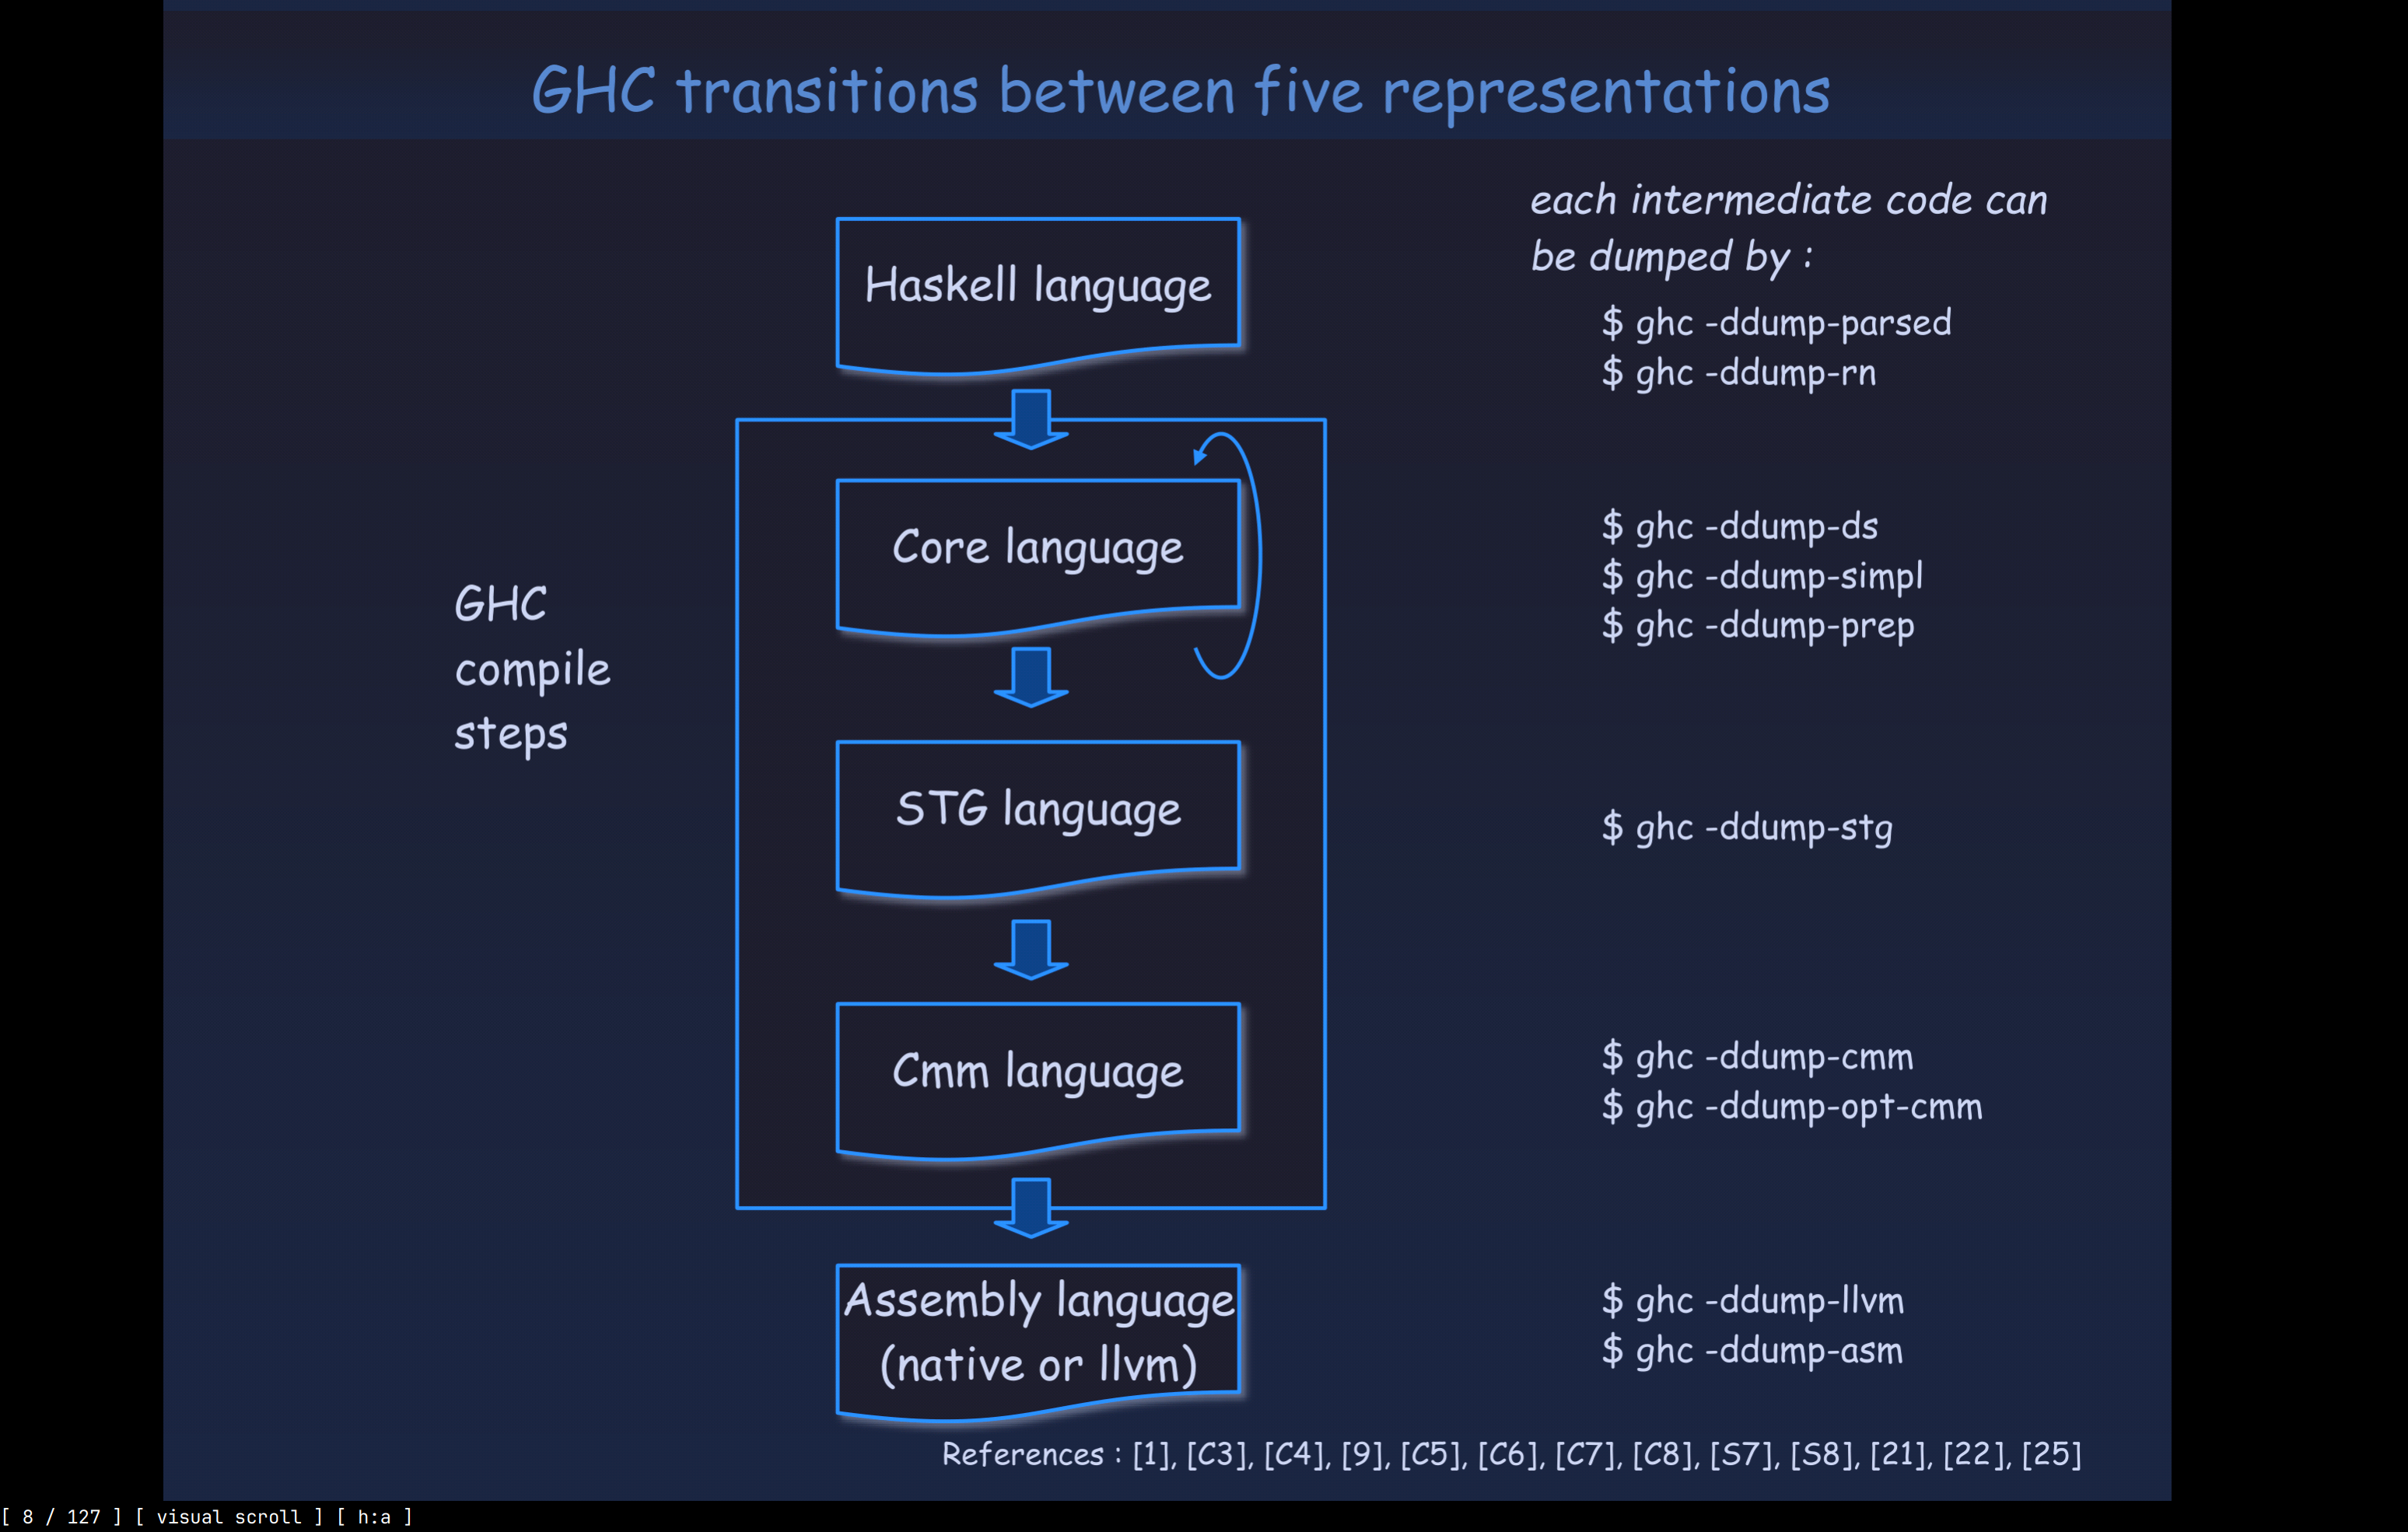 GHC transitions between five representations
each intermediate code can
be dumped by :
Haskell language
$ ghc -ddump-parsed
$ ghc -ddump-rn
Core language
$ ghc -ddump-ds
$ ghc -ddump-simpl
$ ghc -ddump-prep
GHC
compile
steps
STG language
$ ghc -ddump-stg
Cmm language
$ ghc -ddump-cmm
$ ghc -ddump-opt-cmm
Assembly language
(native or llvm)
$ ghc -ddump-llvm
$ ghc -ddump-asm
References : [1], [C3], [C4], [9], [C5], [C6], [C7], [C8], [S7], [S8], [21], [22], [25]
[ 8 / 127 ] [ visual scroll ] [ h:a ]